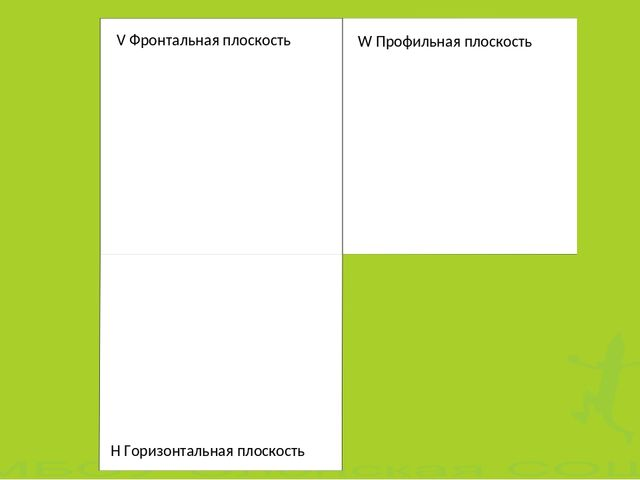 V Фронтальная плоскость
W Профильная плоскость
H Горизонтальная плоскость